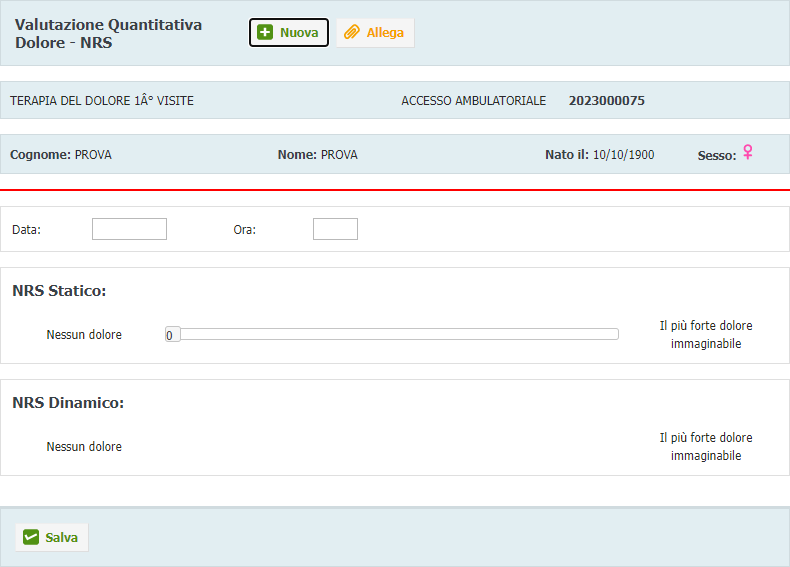 Valutazione Quantitativa
Dolore - NRS
Nuova
Allega
TERAPIA DEL DOLORE 1Â° VISITE ACCESSO AMBULATORIALE 2023000075
Cognome: PROVA Nome: PROVA Nato il: 10/10/1900 Sesso: ♀
Data: Ora:
NRS Statico:
Nessun dolore 0 Il più forte dolore
immaginabile
NRS Dinamico:
Nessun dolore Il più forte dolore
immaginabile
Salva